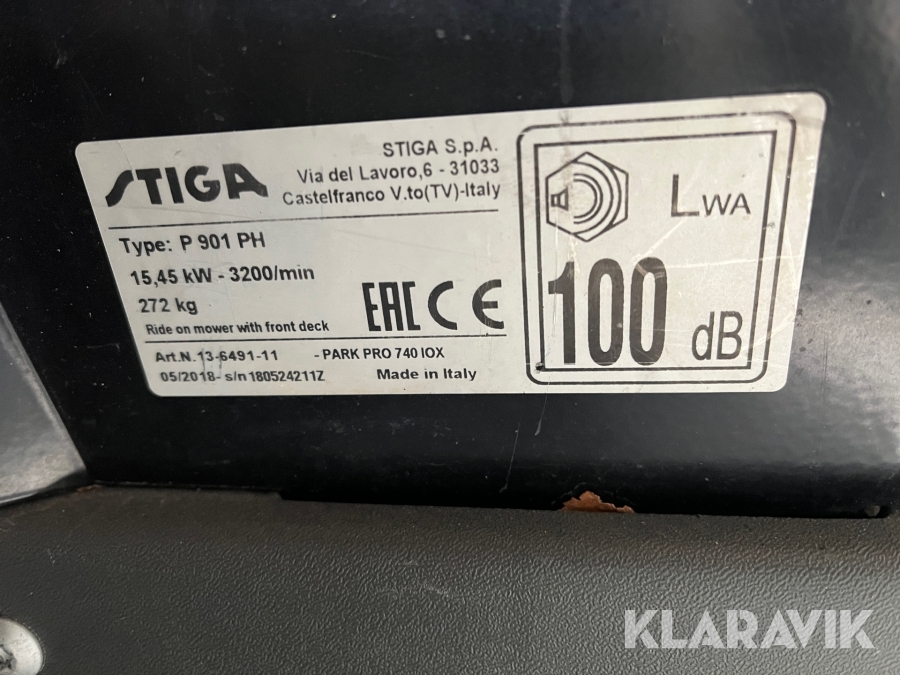 STIGA
STIGA S.p.A.
Via del Lavoro,6 - 31033
Castelfranco V.to(TV)-Italy
Type: P 901 PH
15,45 kW - 3200/min
272 kg
Ride on mower with front deck
EAC CE
Art.N.13-6491-11 - PARK PRO 740 IOX
05/2018- s/n180524211Z Made in Italy
LWA
100 dB
KLARAVIK